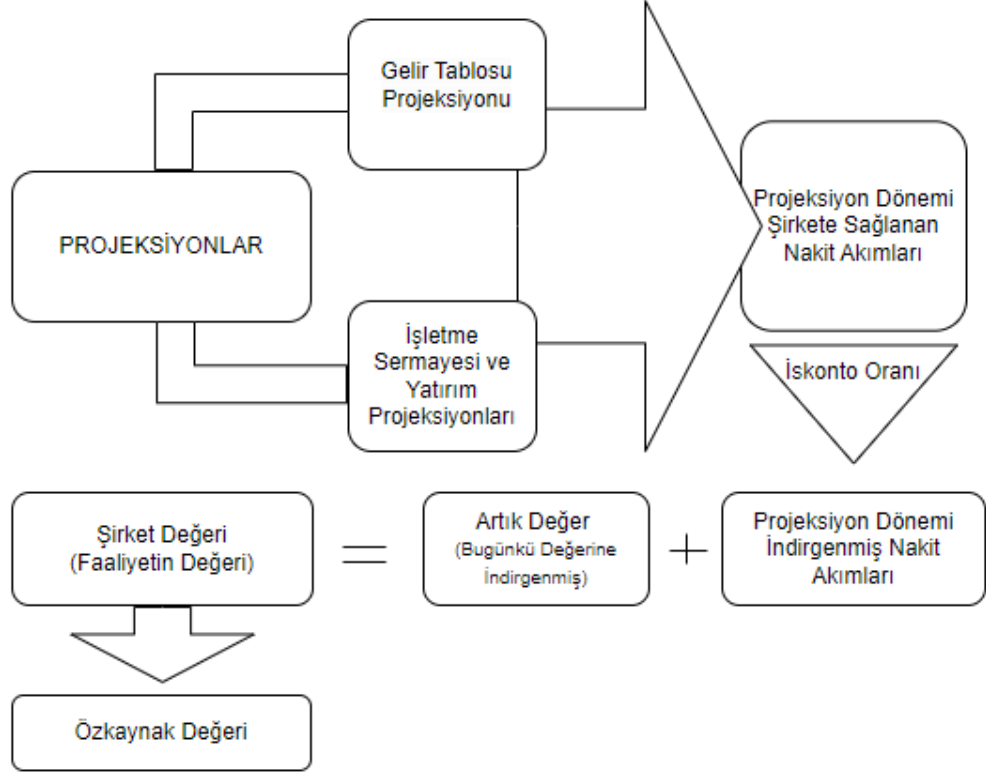 Gelir Tablosu
Projeksiyonu
PROJEKSİYONLAR
İşletme
Sermayesi ve
Yatırım
Projeksiyonları
Projeksiyon Dönemi
Şirkete Sağlanan
Nakit Akımları
İskonto Oranı
Şirket Değeri
(Faaliyetin Değeri)
=
Artık Değer
(Bugünkü Değerine
İndirgenmiş)
+
Projeksiyon Dönemi
İndirgenmiş Nakit
Akımları
Özkaynak Değeri